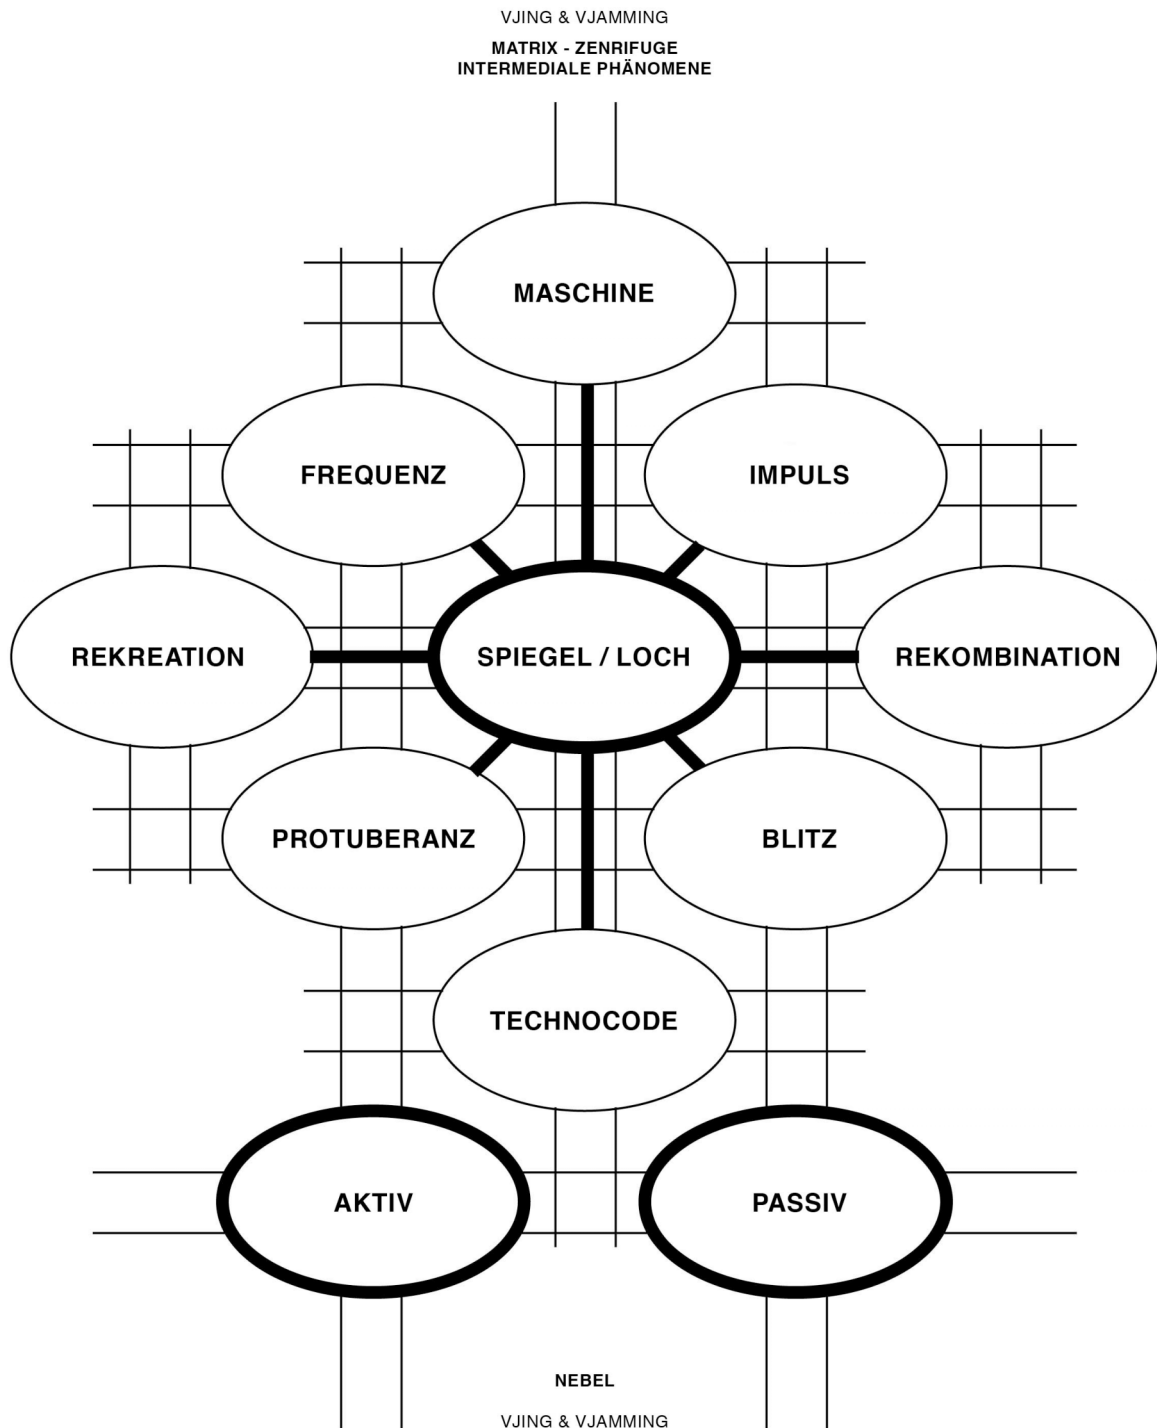 VJING & VJAMMING
MATRIX - ZENRIFUGE
INTERMEDIALE PHÄNOMENE
MASCHINE
FREQUENZ
IMPULS
REKREATION
SPIEGEL / LOCH
REKOMBINATION
PROTUBERANZ
BLITZ
TECHNOCODE
AKTIV
PASSIV
NEBEL
VJING & VJAMMING